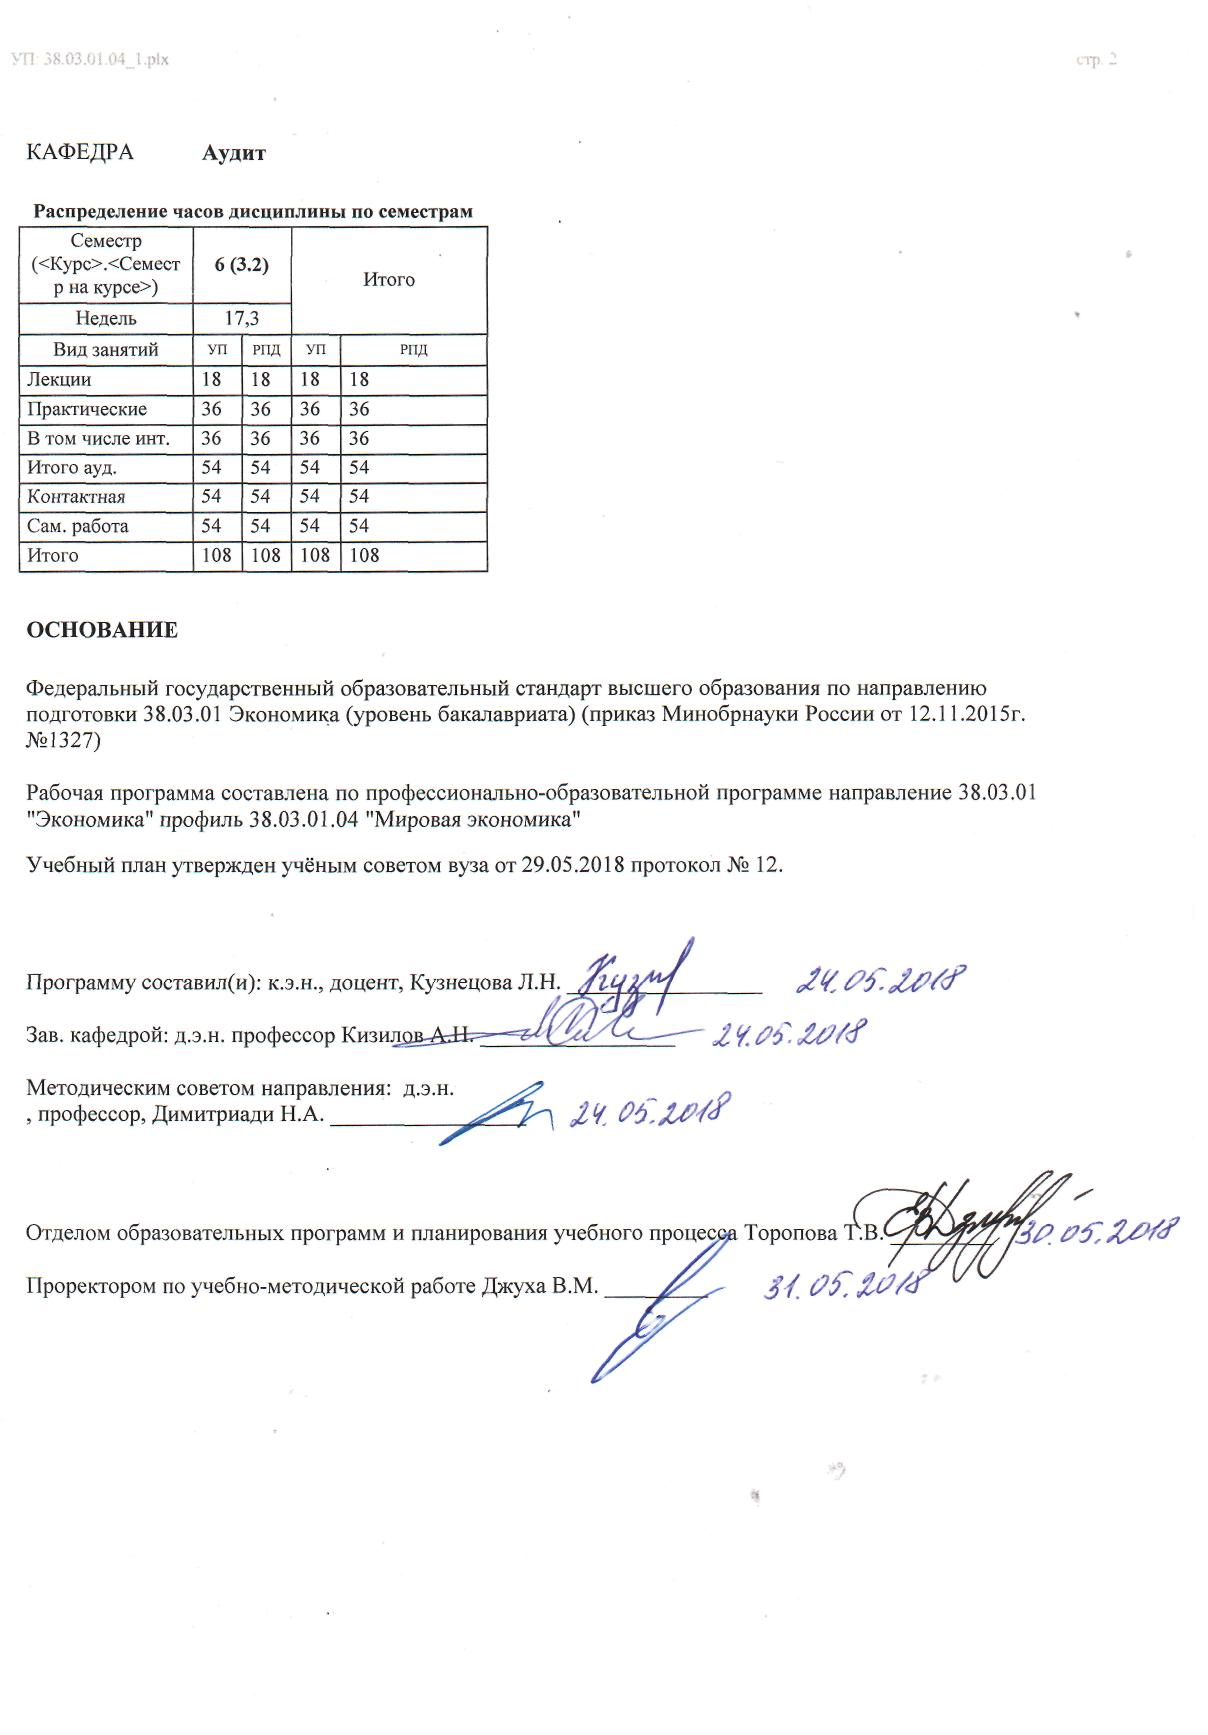 УП: 38.03.01.04_1.plx стр. 2
КАФЕДРА Аудит
Распределение часов дисциплины по семестрам
Семестр
(<Курс>.<Семест
р на курсе>) 6 (3.2) Итого
Недель 17,3
Вид занятий УП РПД УП РПД
Лекции 18 18 18 18
Практические 36 36 36 36
В том числе инт. 36 36 36 36
Итого ауд. 54 54 54 54
Контактная 54 54 54 54
Сам. работа 54 54 54 54
Итого 108 108 108 108
ОСНОВАНИЕ
Федеральный государственный образовательный стандарт высшего образования по направлению
подготовки 38.03.01 Экономика (уровень бакалавриата) (приказ Минобрнауки России от 12.11.2015г.
№1327)
Рабочая программа составлена по профессионально-образовательной программе направление 38.03.01
"Экономика" профиль 38.03.01.04 "Мировая экономика"
Учебный план утвержден учёным советом вуза от 29.05.2018 протокол № 12.
Программу составил(и): к.э.н., доцент, Кузнецова Л.Н. 24.05.2018
Зав. кафедрой: д.э.н. профессор Кизилов А.Н. 24.05.2018
Методическим советом направления: д.э.н.
, профессор, Димитриади Н.А. 24.05.2018
Отделом образовательных программ и планирования учебного процесса Торопова Т.В. 30.05.2018
Проректором по учебно-методической работе Джуха В.М. 31.05.2018